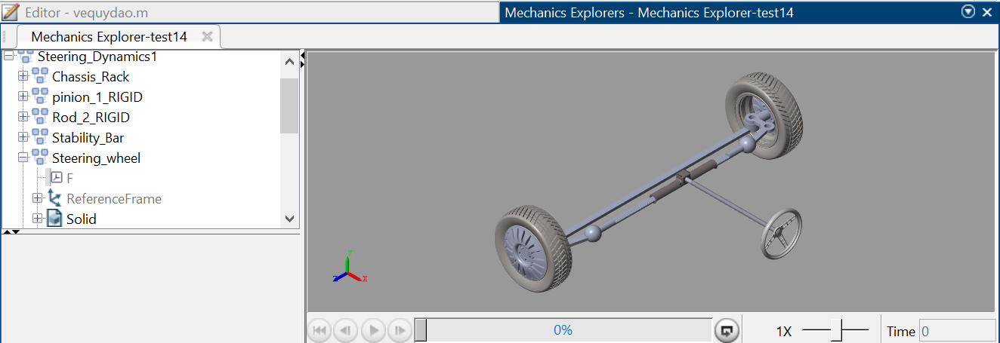 Editor - vequydao.m
Mechanics Explorers - Mechanics Explorer-test14
Mechanics Explorer-test14
Steering_Dynamics1
Chassis_Rack
pinion_1_RIGID
Rod_2_RIGID
Stability_Bar
Steering_wheel
F
ReferenceFrame
Solid
Y
Z
X
0%
1X
Time
0